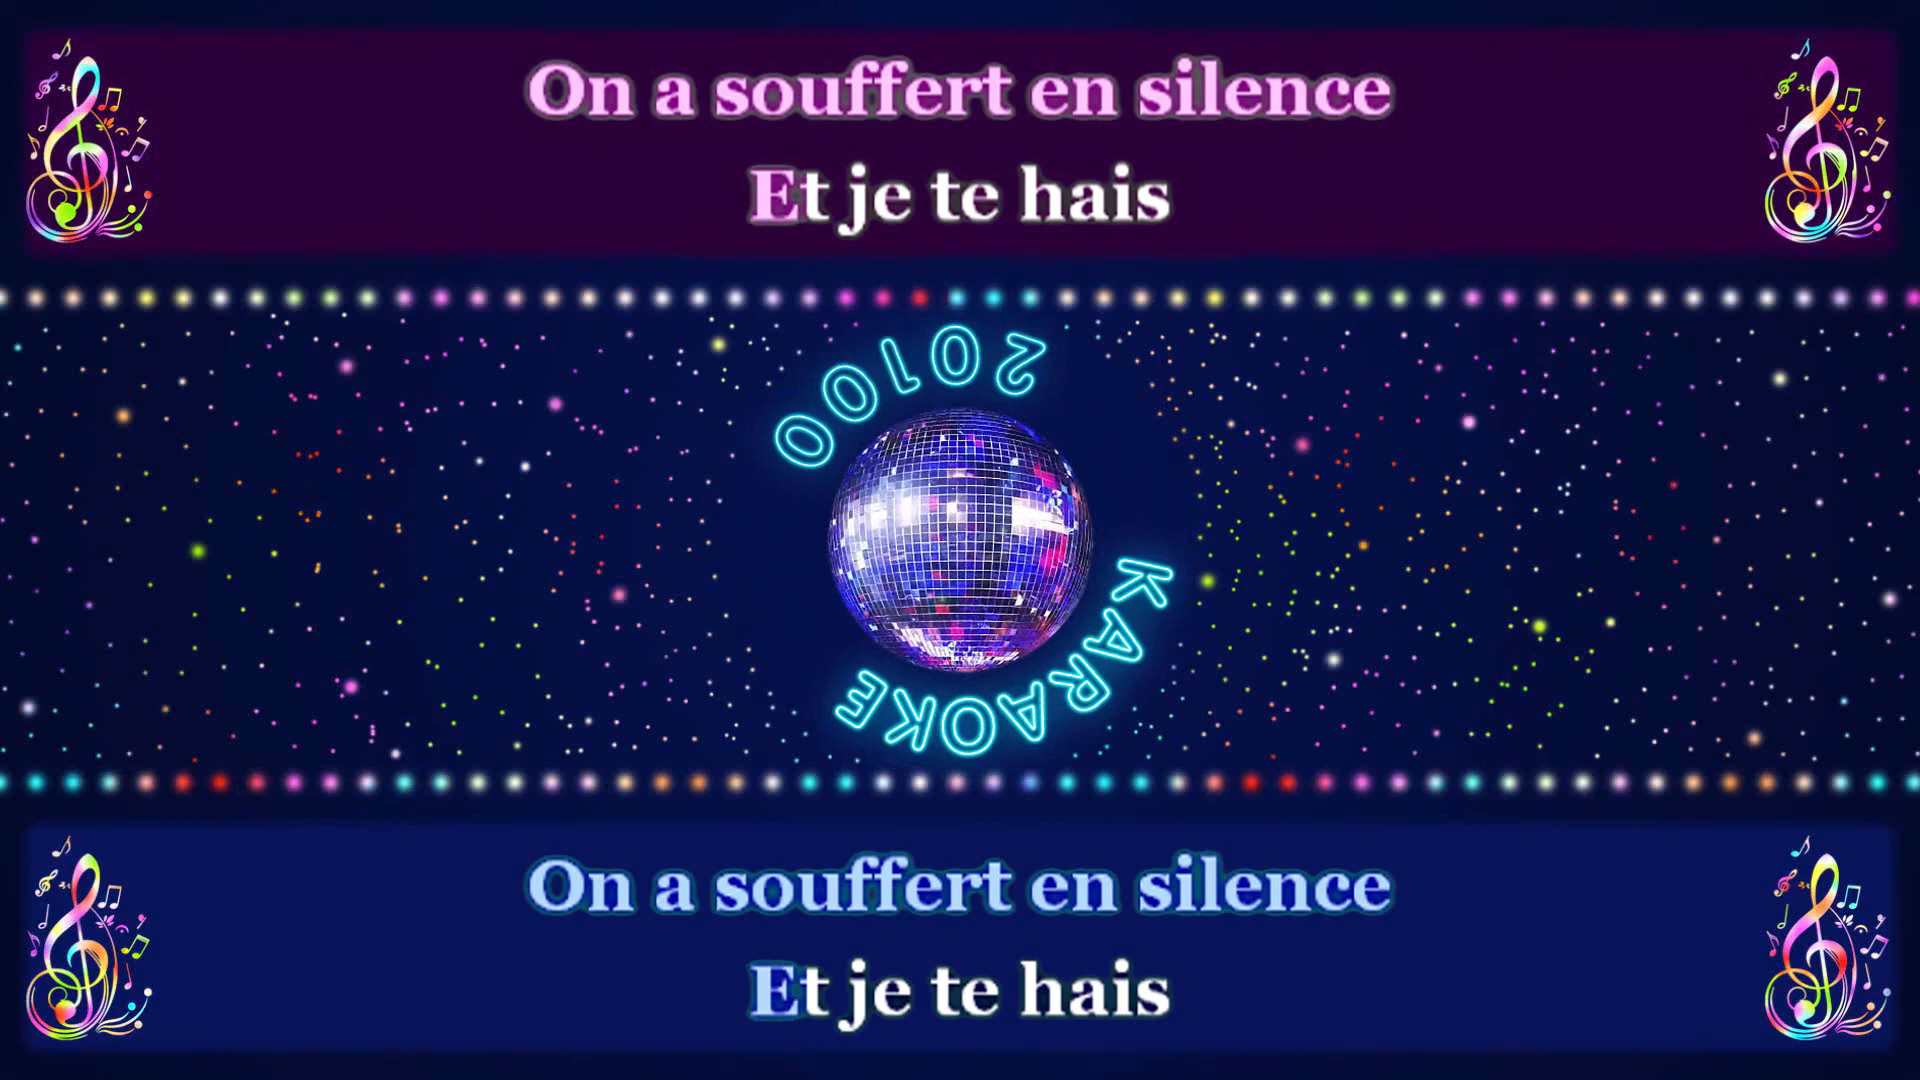 On a souffert en silence
Et je te hais
20100
KARAOKE
On a souffert en silence
Et je te hais